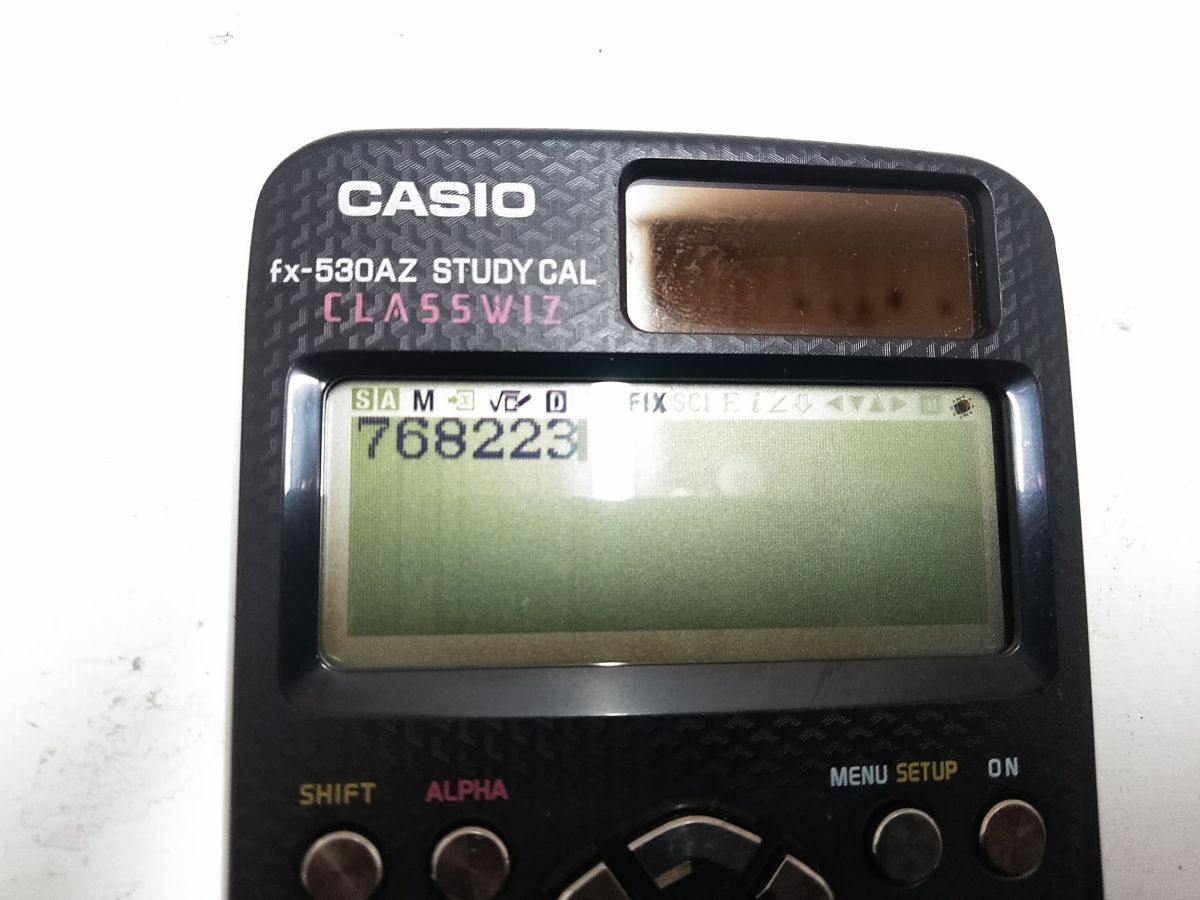 CASIO
fx-530AZ STUDY CAL
CLASSWIZ
S A M √ D FIX SCI E i ∠ ⇩ ◀▼▲▶
768223
SHIFT ALPHA MENU SETUP ON